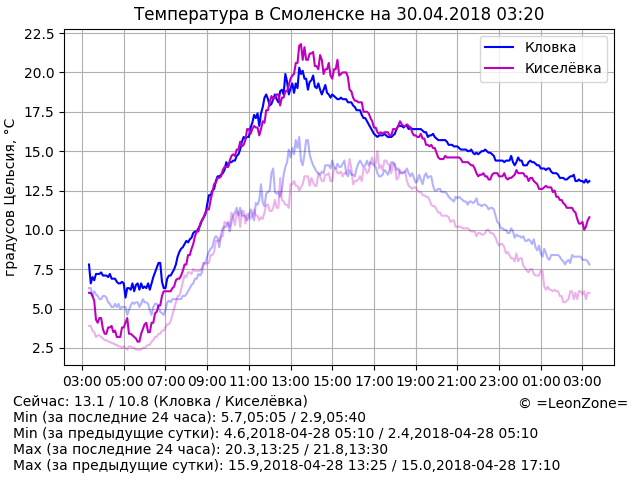 Температура в Смоленске на 30.04.2018 03:20
градусов Цельсия, °C
22.5
20.0
17.5
15.0
12.5
10.0
7.5
5.0
2.5
Кловка
Киселёвка
03:00 05:00 07:00 09:00 11:00 13:00 15:00 17:00 19:00 21:00 23:00 01:00 03:00
Сейчас: 13.1 / 10.8 (Кловка / Киселёвка)
© =LeonZone=
Min (за последние 24 часа): 5.7,05:05 / 2.9,05:40
Min (за предыдущие сутки): 4.6,2018-04-28 05:10 / 2.4,2018-04-28 05:10
Max (за последние 24 часа): 20.3,13:25 / 21.8,13:30
Max (за предыдущие сутки): 15.9,2018-04-28 13:25 / 15.0,2018-04-28 17:10